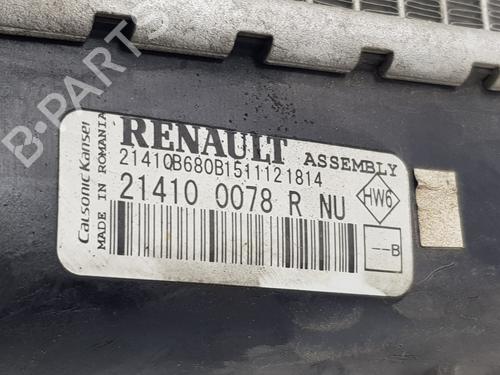 RENAULT ASSEMBLY
21410B680B1511121814
21410 0078 R NU
Calsonic Kansei
MADE IN ROMANIA
HW6
--B
B-PARTS